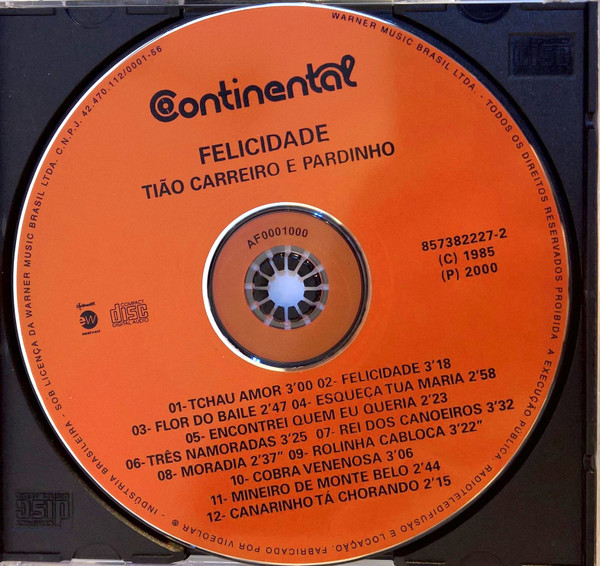 Continental
FELICIDADE
TIÃO CARREIRO E PARDINHO
AF0001000
857382227-2
(C) 1985
(P) 2000
ew
COMPACT
disc
DIGITAL AUDIO
01-TCHAU AMOR 3'00 02- FELICIDADE 3'18
03- FLOR DO BAILE 2'47 04- ESQUEÇA TUA MARIA 2'58
05- ENCONTREI QUEM EU QUERIA 2'23
06- TRÊS NAMORADAS 3'25 07- REI DOS CANOEIROS 3'32
08- MORADIA 2'37" 09- ROLINHA CABLOCA 3'22"
10- COBRA VENENOSA 3'06
11- MINEIRO DE MONTE BELO 2'44
12- CANARINHO TÁ CHORANDO 2'15
WARNER MUSIC BRASIL LTDA. - TODOS OS DIREITOS RESERVADOS PROIBIDA A EXECUÇÃO PÚBLICA, RADIOTELEDIFUSÃO E LOCAÇÃO. FABRICADO POR VIDEOLAR ® - INDÚSTRIA BRASILEIRA - SOB LICENÇA DA WARNER MUSIC BRASIL LTDA. C.N.P.J. 42.470.112/0001-56
disc
disc